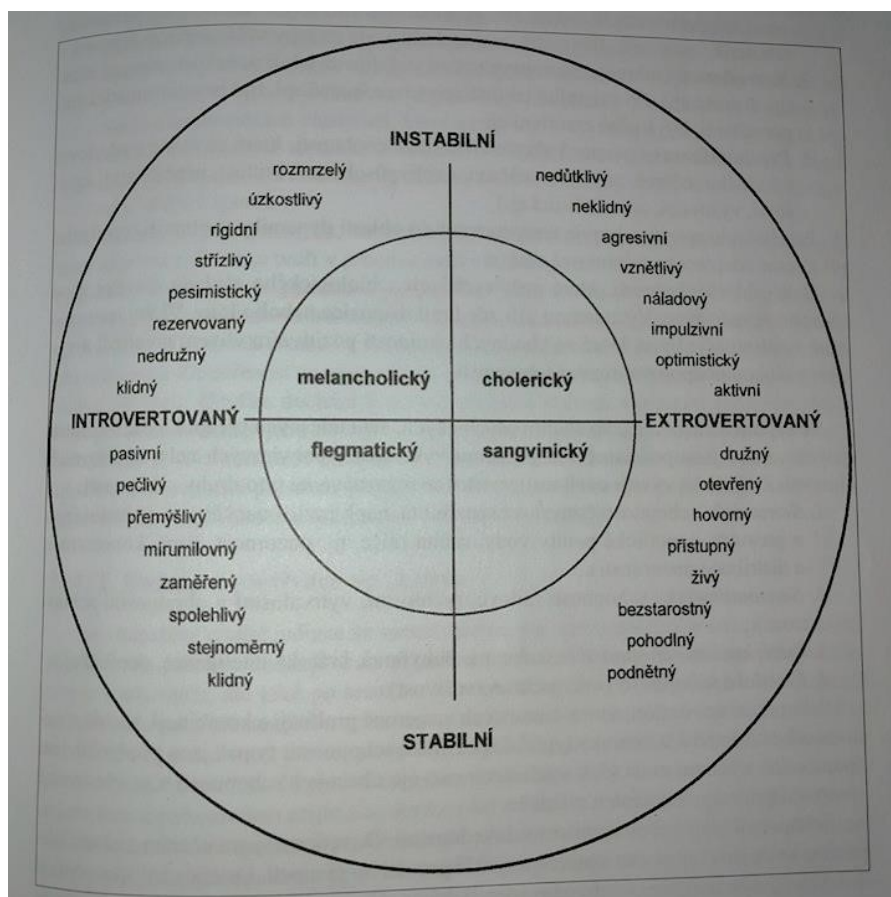 INSTABILNÍ
rozmrzelý
úzkostlivý
rigidní
střízlivý
pesimistický
rezervovaný
nedružný
klidný
nedůtklivý
neklidný
agresivní
vznětlivý
náladový
impulzivní
optimistický
aktivní
melancholický
cholerický
INTROVERTOVANÝ
EXTROVERTOVANÝ
flegmatický
sangvinický
pasivní
pečlivý
přemýšlivý
mírumilovný
zaměřený
spolehlivý
stejnoměrný
klidný
družný
otevřený
hovorný
přístupný
živý
bezstarostný
pohodlný
podnětný
STABILNÍ